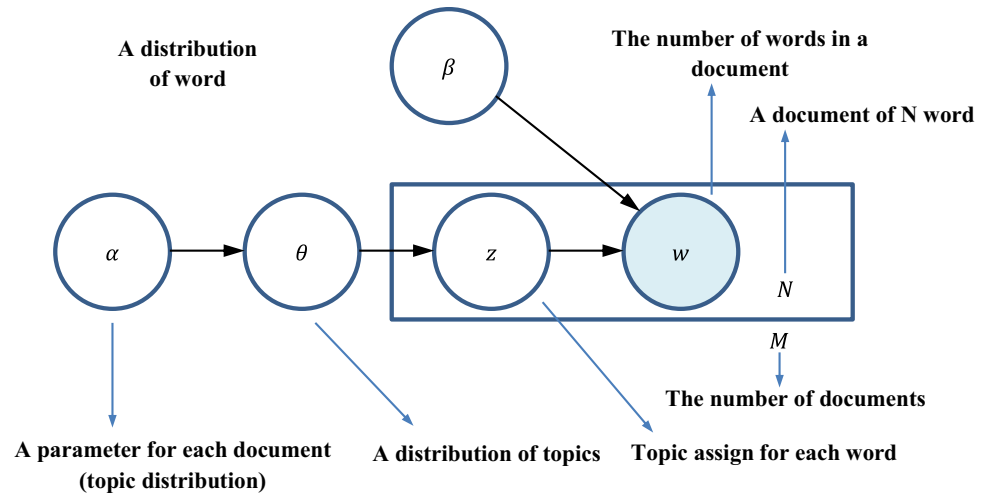 A distribution
of word
β
The number of words in a
document
A document of N word
α
θ
z
w
N
M
The number of documents
A parameter for each document
(topic distribution)
A distribution of topics
Topic assign for each word